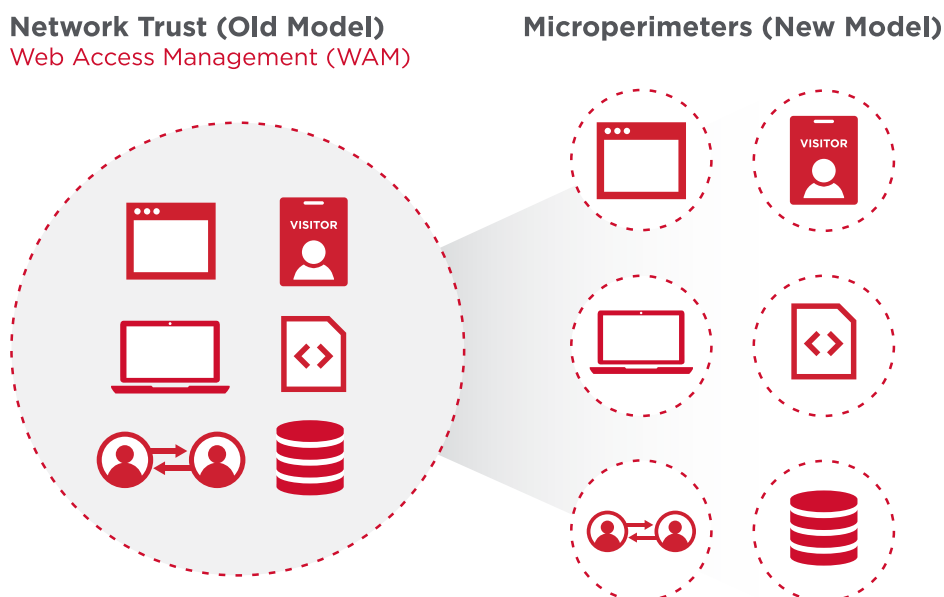 Network Trust (Old Model)
Web Access Management (WAM)
Microperimeters (New Model)
VISITOR
VISITOR